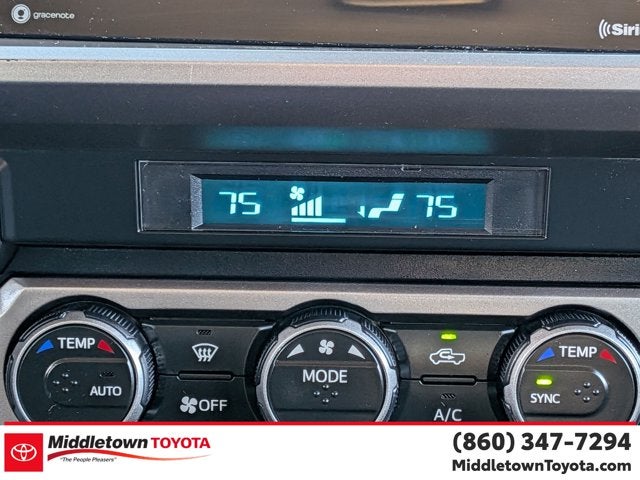 gracenote
75 75
TEMP
AUTO
OFF
MODE
A/C
TEMP
SYNC
Middletown TOYOTA
"The People Pleasers"
(860) 347-7294
MiddletownToyota.com